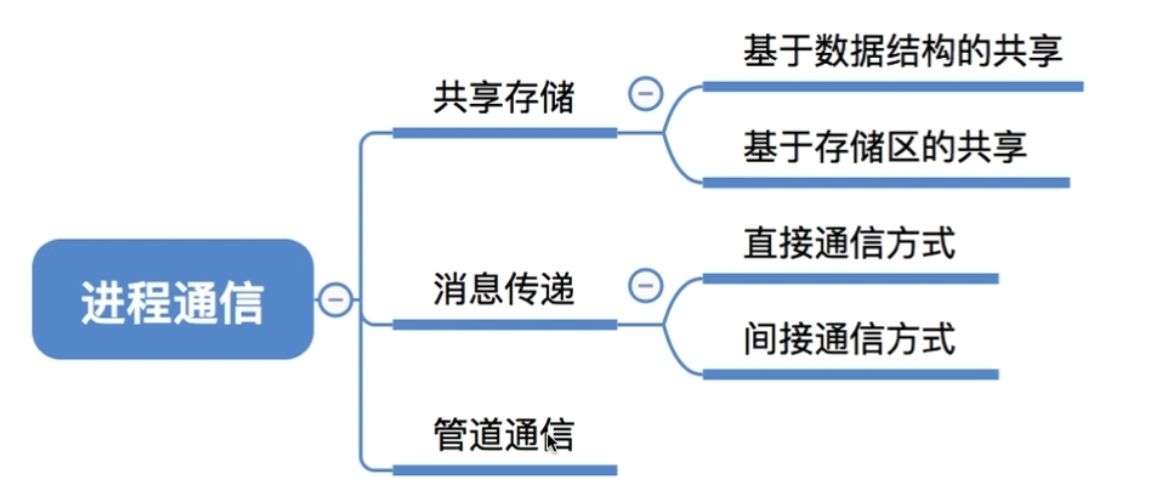 进程通信
共享存储
基于数据结构的共享
基于存储区的共享
消息传递
直接通信方式
间接通信方式
管道通信